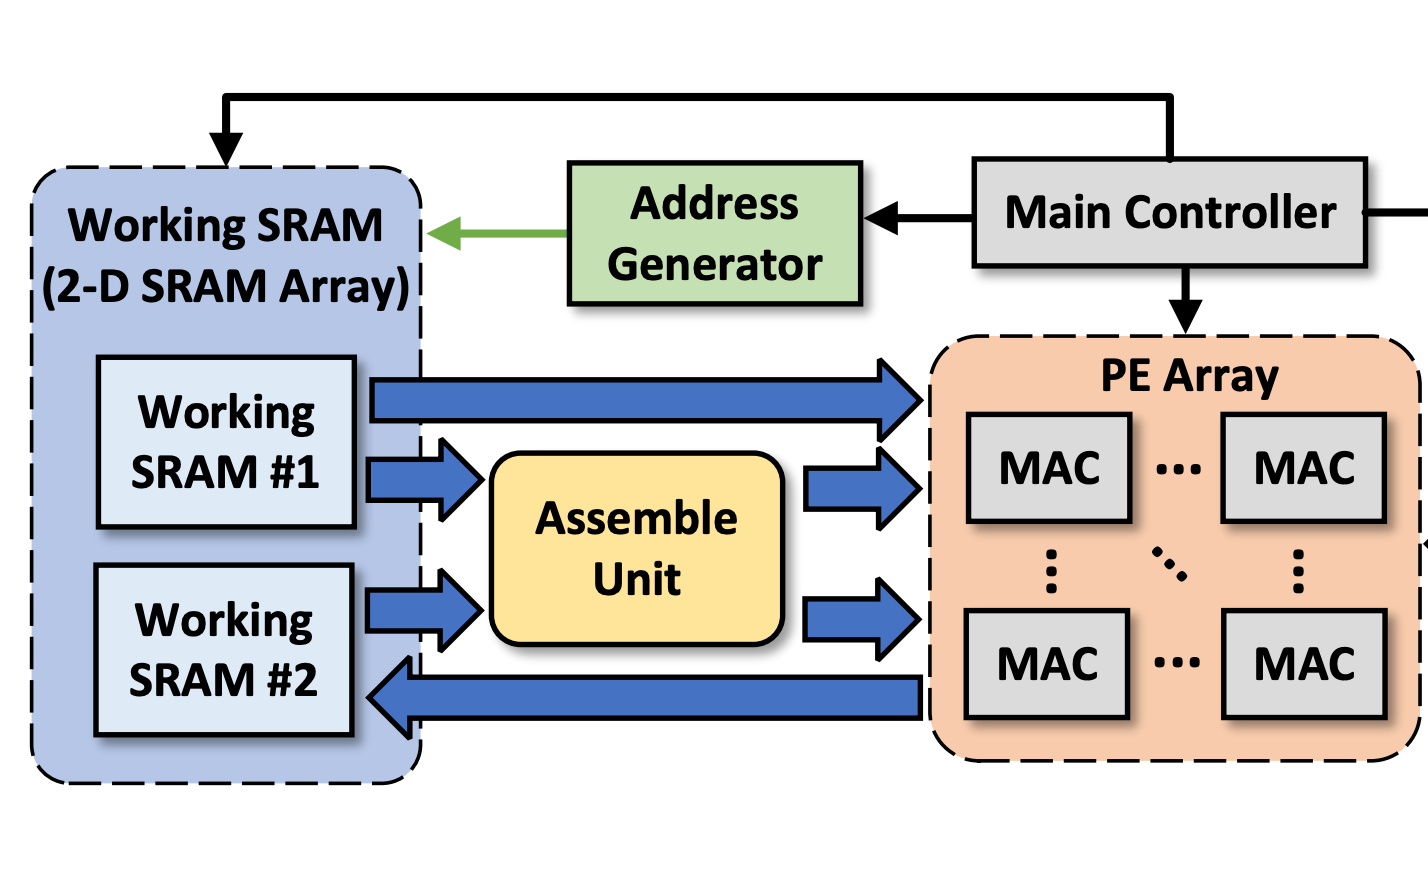 Working SRAM
(2-D SRAM Array)
Address
Generator
Main Controller
Working
SRAM #1
Working
SRAM #2
Assemble
Unit
PE Array
MAC ... MAC
MAC ... MAC